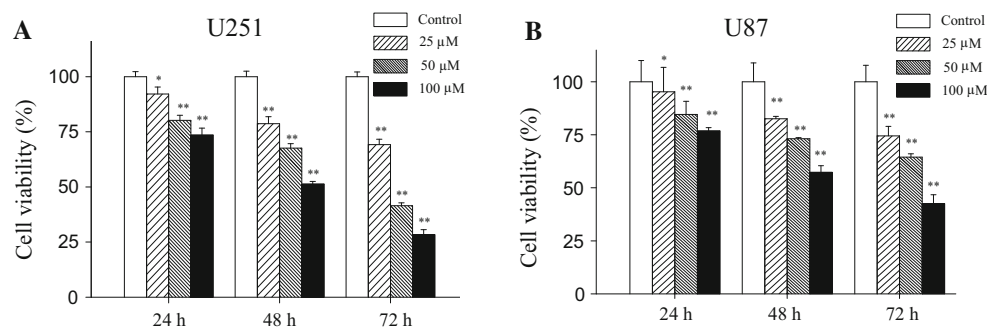 A
U251
Control
25 µM
50 µM
100 µM
Cell viability (%)
100
75
50
25
0
*
**
**
**
**
**
**
**
**
24 h
48 h
72 h
B
U87
Control
25 µM
50 µM
100 µM
Cell viability (%)
100
75
50
25
0
*
**
**
**
**
**
**
**
**
24 h
48 h
72 h